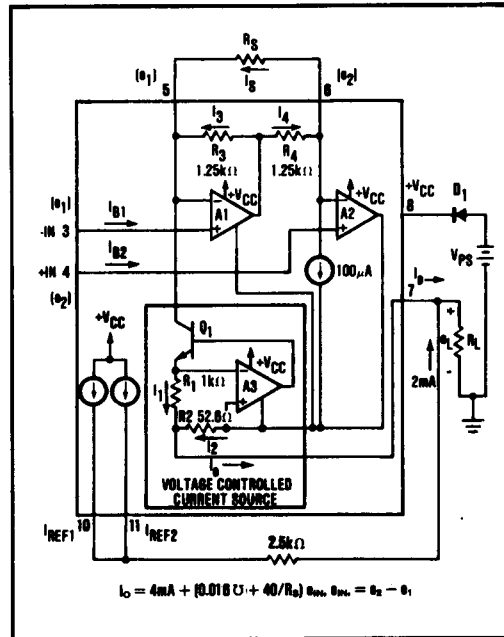 R_S
(e_1) I_S (e_2)
5 6
I_3 I_4
R_3 R_4
1.25kΩ 1.25kΩ
+V_CC +V_CC +V_CC D_1
(e_1) I_B1 A1 A2 8
-IN 3
I_B2 V_PS
+IN 4 I_o
(e_2) 100μA 7
+
+V_CC Q_1 +V_CC e_L R_L
2mA
R_1 A3
I_1 1kΩ
R2 52.6Ω
I_2
I_o
VOLTAGE CONTROLLED
CURRENT SOURCE
10 11
I_REF1 I_REF2
2.5kΩ
I_O = 4mA + (0.016 ℧ + 40/R_S) e_IN, e_IN, = e_2 − e_1